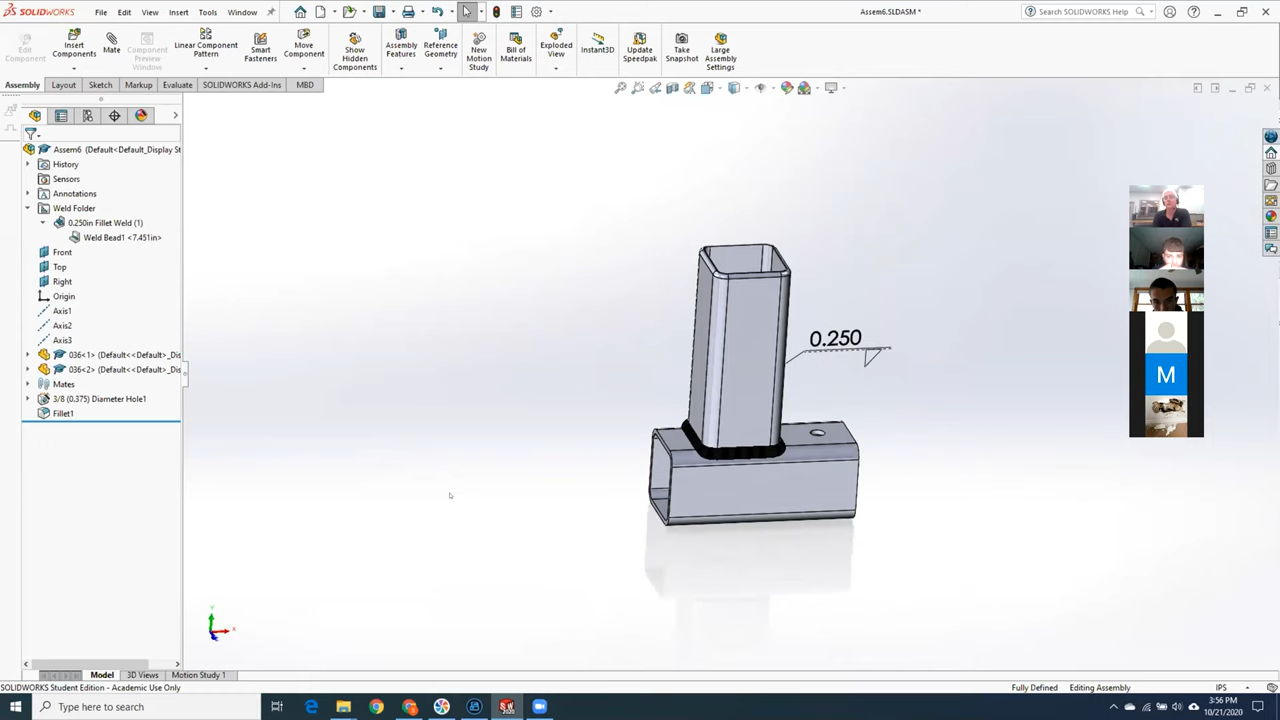 SOLIDWORKS
File Edit View Insert Tools Window
Assem6.SLDASM *
Search SOLIDWORKS Help
Edit Component
Insert Components
Mate
Component Preview Window
Linear Component Pattern
Smart Fasteners
Move Component
Show Hidden Components
Assembly Features
Reference Geometry
New Motion Study
Bill of Materials
Exploded View
Instant3D
Update Speedpak
Take Snapshot
Large Assembly Settings
Assembly Layout Sketch Markup Evaluate SOLIDWORKS Add-Ins MBD
Assem6 (Default<Default_Display St
History
Sensors
Annotations
Weld Folder
0.250in Fillet Weld (1)
Weld Bead1 <7.451in>
Front
Top
Right
Origin
Axis1
Axis2
Axis3
036<1> (Default<<Default>_Dis
036<2> (Default<<Default>_Dis
Mates
3/8 (0.375) Diameter Hole1
Fillet1
0.250
M
Model 3D Views Motion Study 1
SOLIDWORKS Student Edition - Academic Use Only
Fully Defined Editing Assembly IPS
Type here to search
3:56 PM
10/21/2020